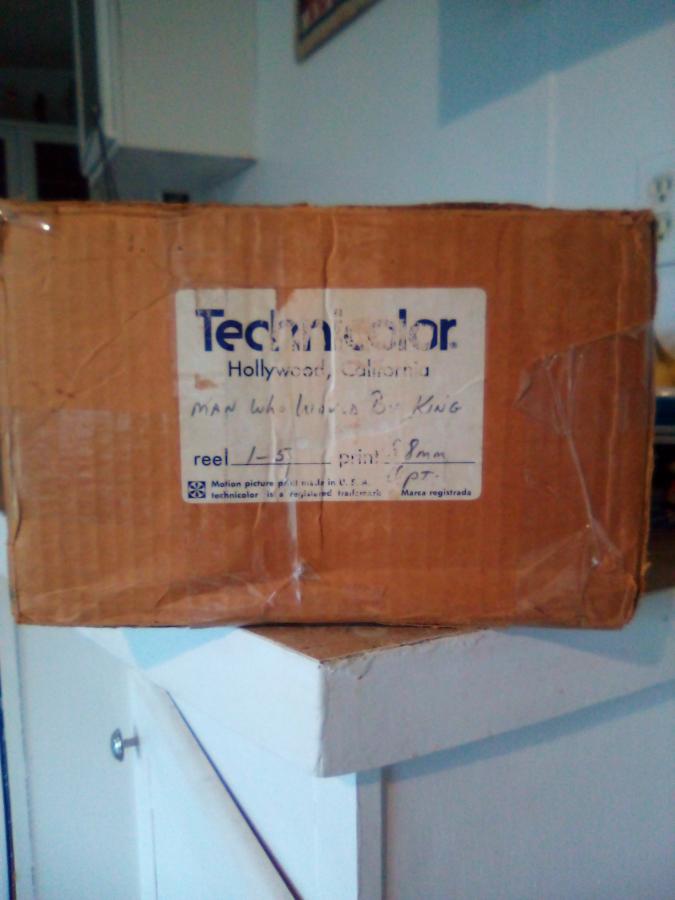 Technicolor®
Hollywood, California
MAN WHO WOULD BE KING
reel 1-5 print S 8mm
Opt.
Motion picture print made in U. S. A.
technicolor is a registered trademark Marca registrada